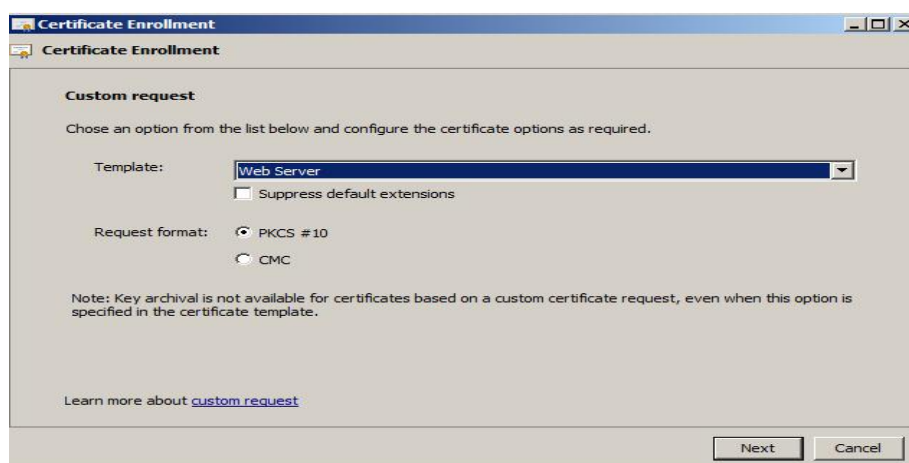 Certificate Enrollment
Certificate Enrollment
Custom request
Chose an option from the list below and configure the certificate options as required.
Template: Web Server
Suppress default extensions
Request format: PKCS #10
CMC
Note: Key archival is not available for certificates based on a custom certificate request, even when this option is
specified in the certificate template.
Learn more about custom request
Next Cancel